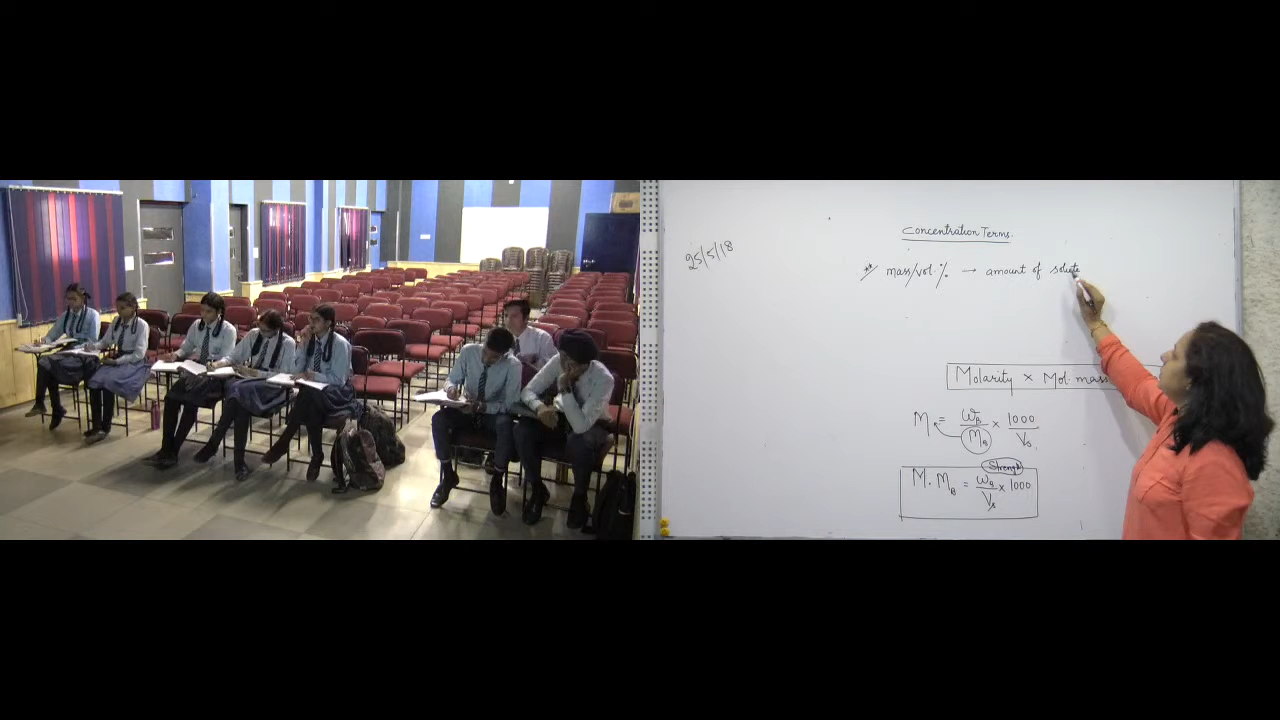 Concentration Terms.
25/5/18
** mass/vol. % → amount of solute
Molarity × Mol. mass
M = W_B / M_B × 1000 / V_s
Strength
M . M_B = W_B / V_s × 1000